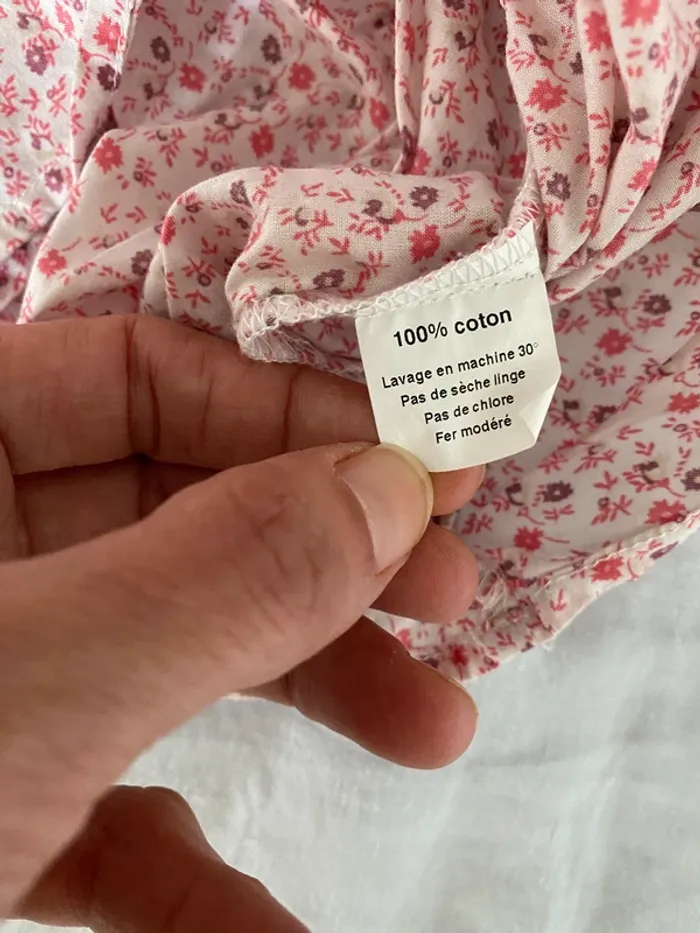 100% coton
Lavage en machine 30°
Pas de sèche linge
Pas de chlore
Fer modéré